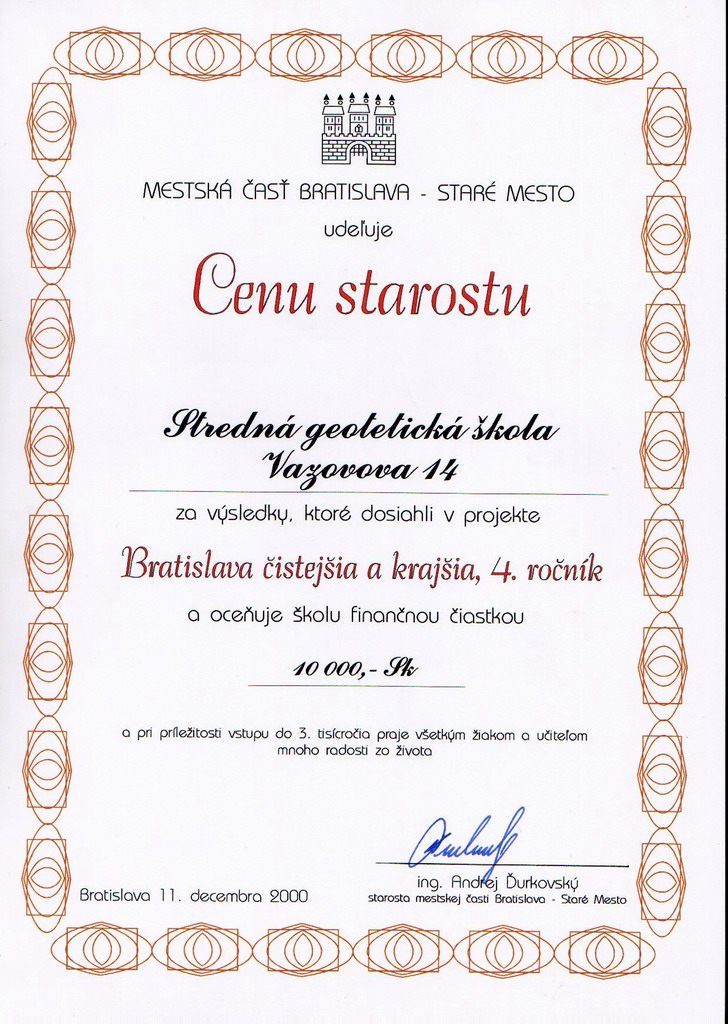 MESTSKÁ ČASŤ BRATISLAVA - STARÉ MESTO
udeľuje
Cenu starostu
Stredná geotetická škola
Vazovova 14
za výsledky, ktoré dosiahli v projekte
Bratislava čistejšia a krajšia, 4. ročník
a oceňuje školu finančnou čiastkou
10 000,- Sk
a pri príležitosti vstupu do 3. tisícročia praje všetkým žiakom a učiteľom
mnoho radosti zo života
Bratislava 11. decembra 2000
ing. Andrej Ďurkovský
starosta mestskej časti Bratislava - Staré Mesto